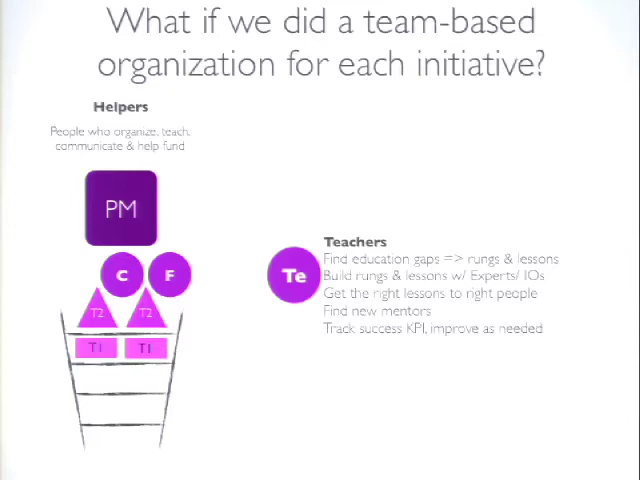 What if we did a team-based
organization for each initiative?
Helpers
People who organize, teach,
communicate & help fund
PM
C
F
T2
T2
T1
T1
Te
Teachers
Find education gaps => rungs & lessons
Build rungs & lessons w/ Experts/ IOs
Get the right lessons to right people
Find new mentors
Track success KPI, improve as needed